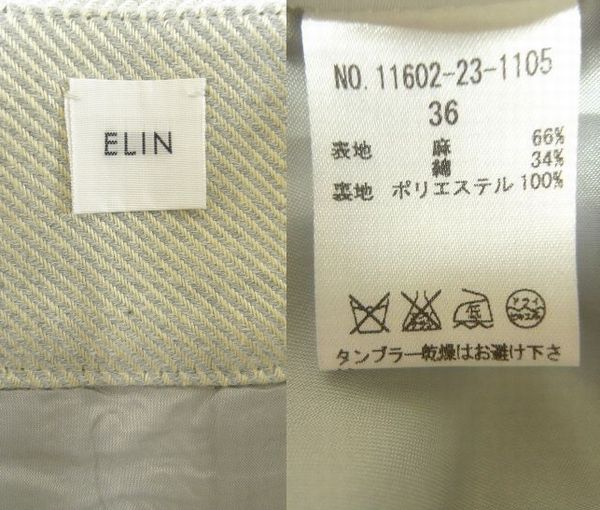 ELIN
NO. 11602-23-1105
36
表地 麻 66%
綿 34%
裏地 ポリエステル 100%
低
タンブラー乾燥はお避け下さ